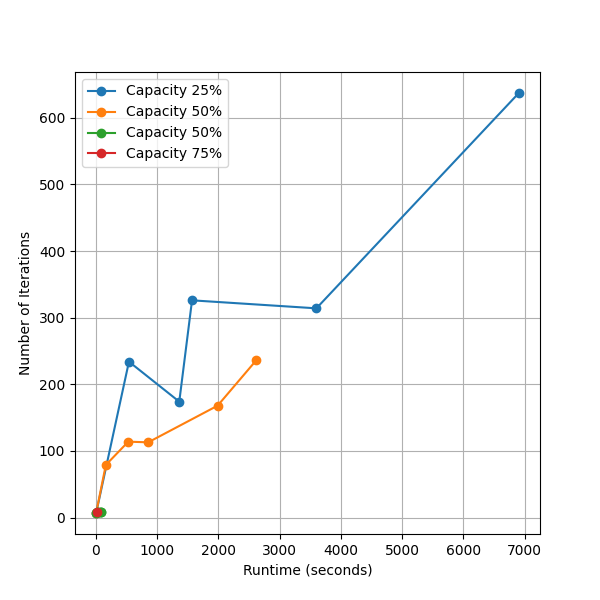 Capacity 25%
Capacity 50%
Capacity 50%
Capacity 75%
600
500
400
300
200
100
0
Number of Iterations
0 1000 2000 3000 4000 5000 6000 7000
Runtime (seconds)